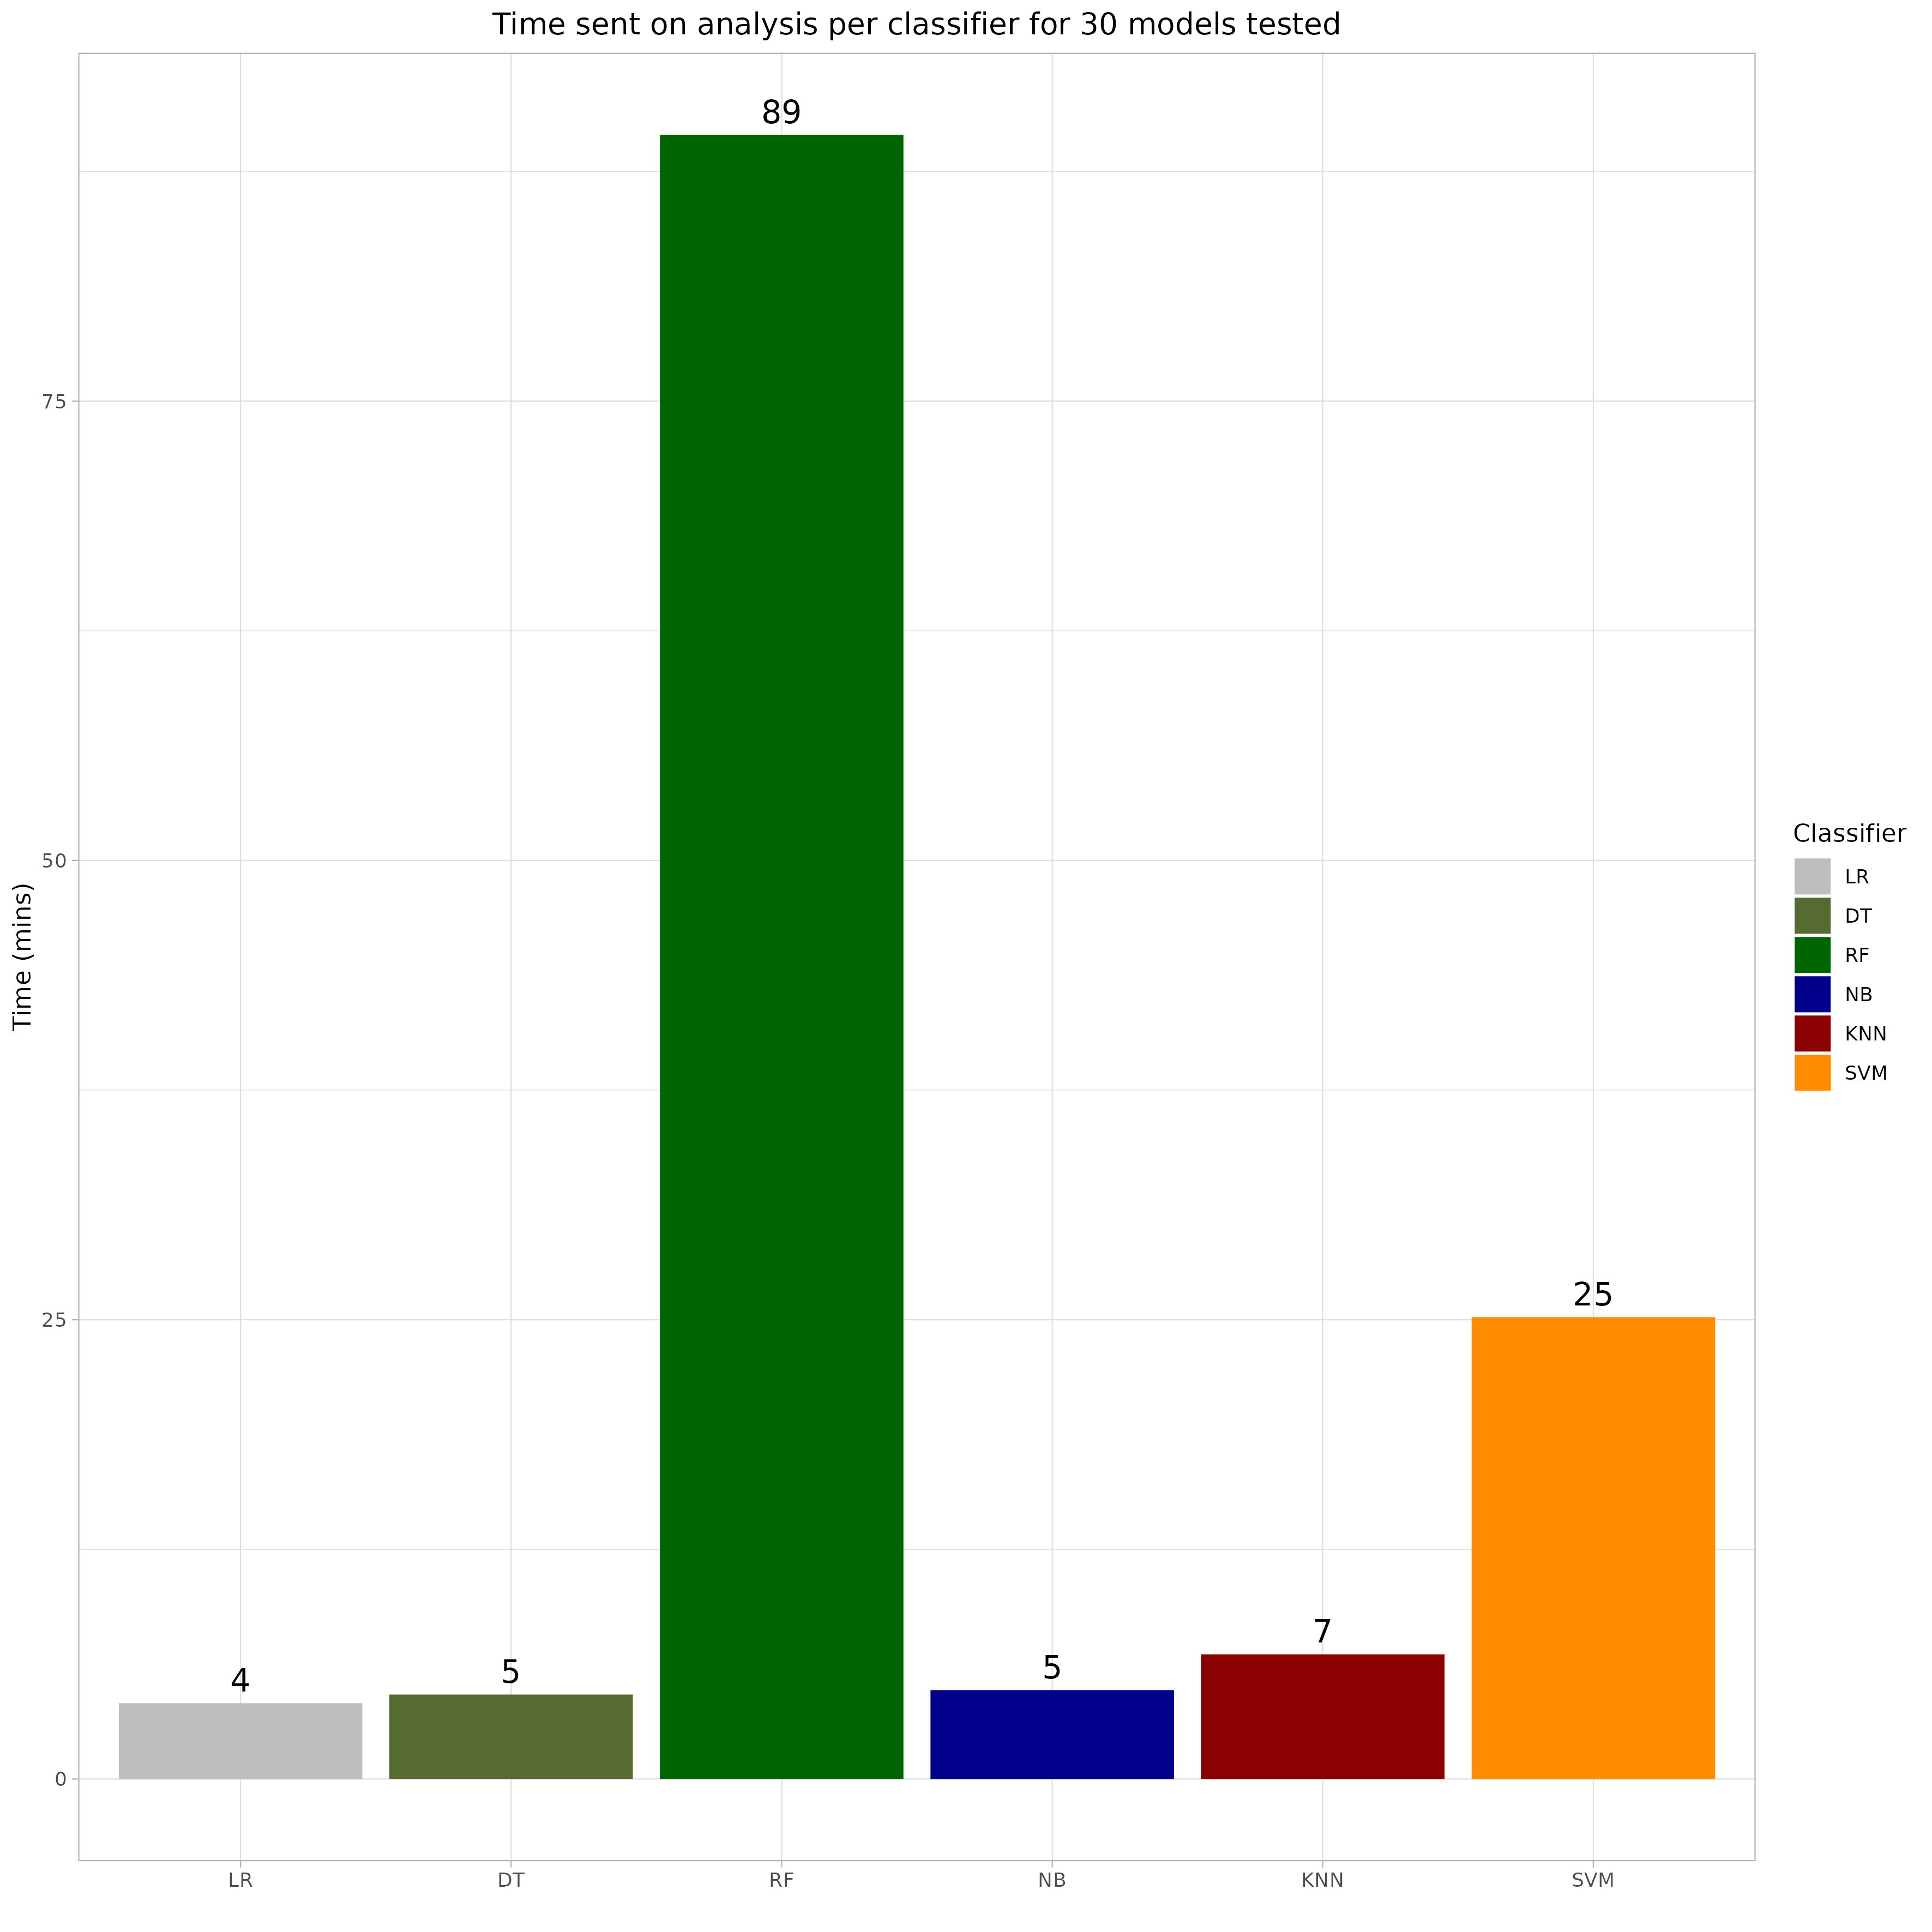 Time sent on analysis per classifier for 30 models tested
89
75
50
Time (mins)
25
25
7
5
5
4
0
LR DT RF NB KNN SVM
Classifier
LR
DT
RF
NB
KNN
SVM